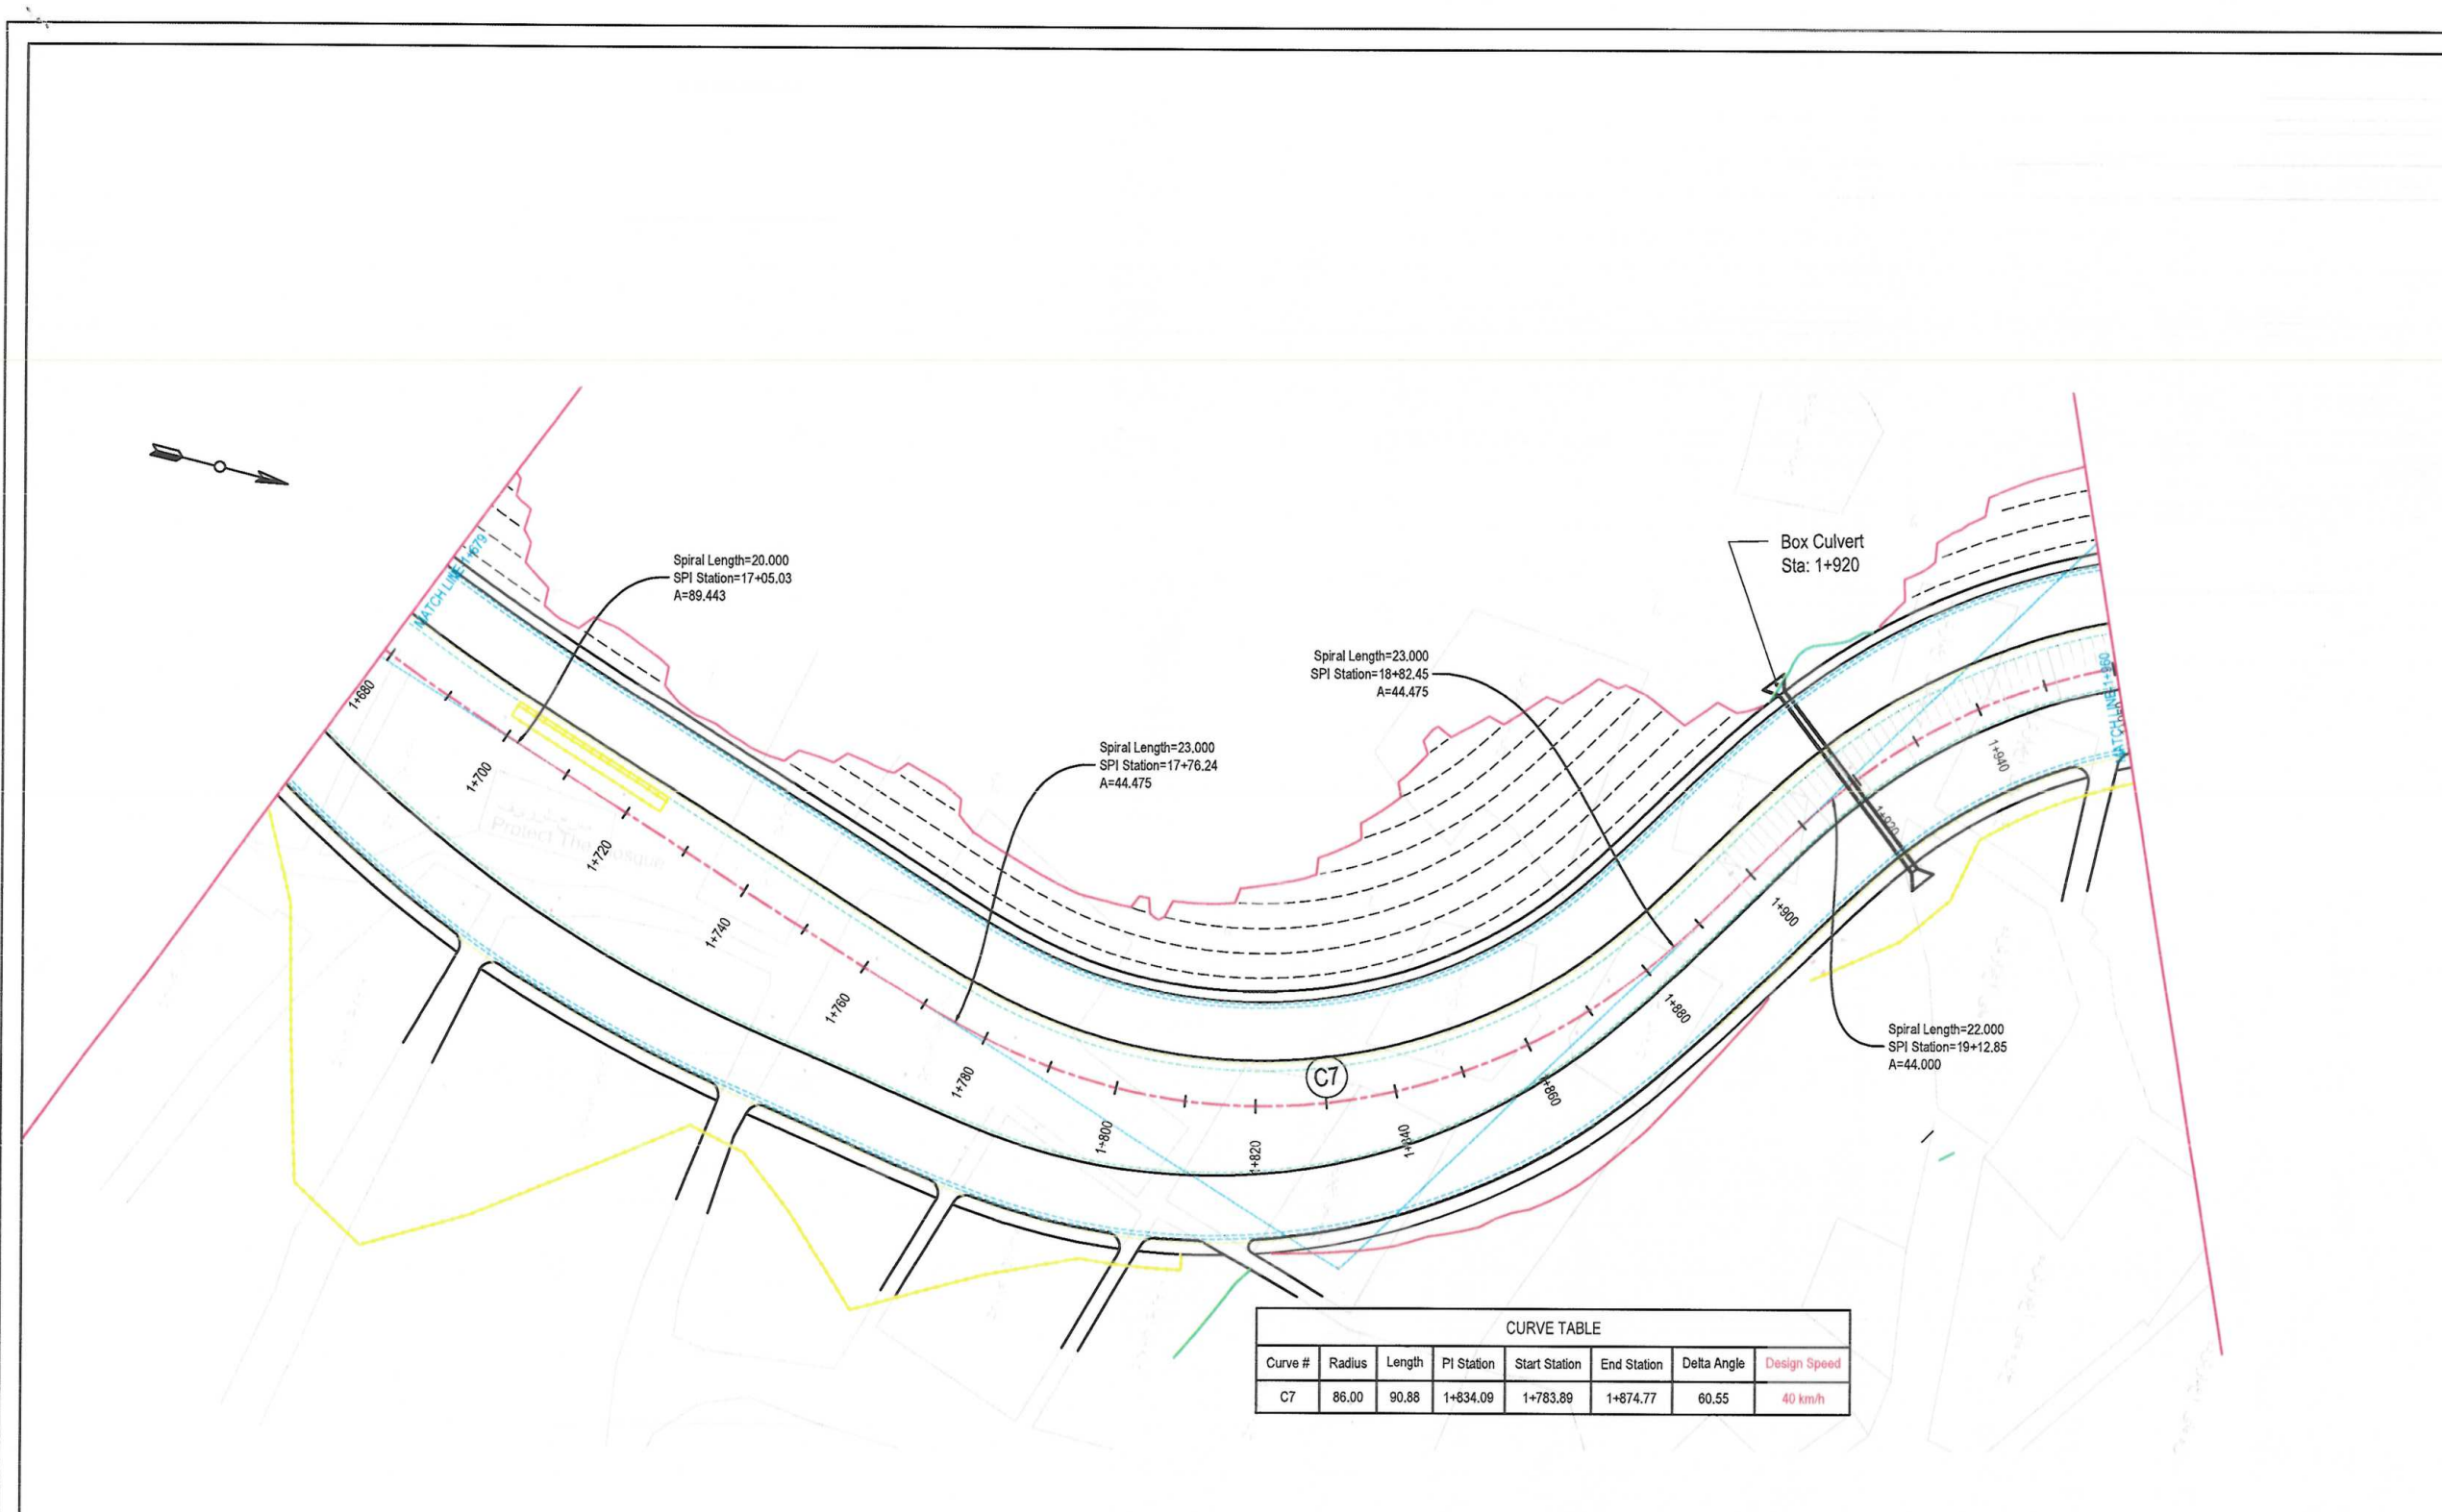 MATCH LINE 1+679
Spiral Length=20.000
SPI Station=17+05.03
A=89.443
Box Culvert
Sta: 1+920
Spiral Length=23.000
SPI Station=18+82.45
A=44.475
Spiral Length=23.000
SPI Station=17+76.24
A=44.475
MATCH LINE 1+960
1+680
1+700
1+720
1+740
1+760
1+780
1+800
1+820
1+840
1+860
1+880
1+900
1+920
1+940
C7
Protect The Mosque
Spiral Length=22.000
SPI Station=19+12.85
A=44.000
CURVE TABLE
Curve # Radius Length PI Station Start Station End Station Delta Angle Design Speed
C7 86.00 90.88 1+834.09 1+783.89 1+874.77 60.55 40 km/h